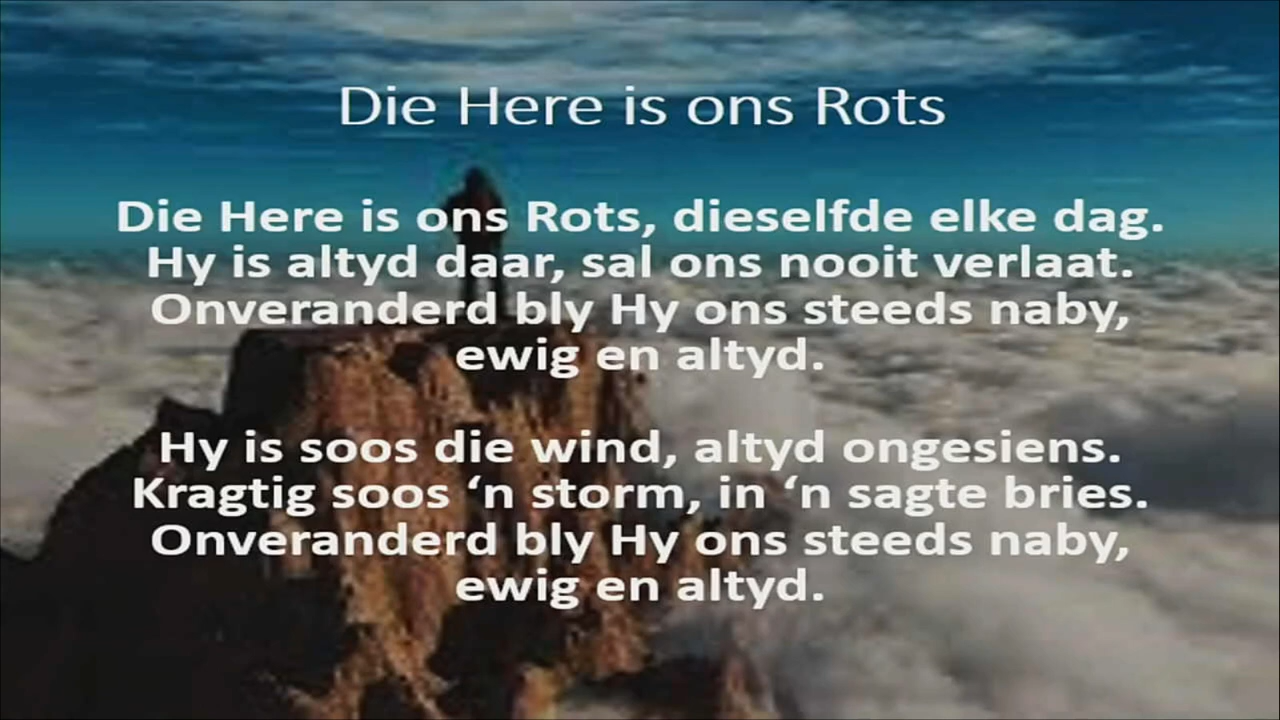 Die Here is ons Rots
Die Here is ons Rots, dieselfde elke dag.
Hy is altyd daar, sal ons nooit verlaat.
Onveranderd bly Hy ons steeds naby,
ewig en altyd.
Hy is soos die wind, altyd ongesiens.
Kragtig soos ‘n storm, in ‘n sagte bries.
Onveranderd bly Hy ons steeds naby,
ewig en altyd.